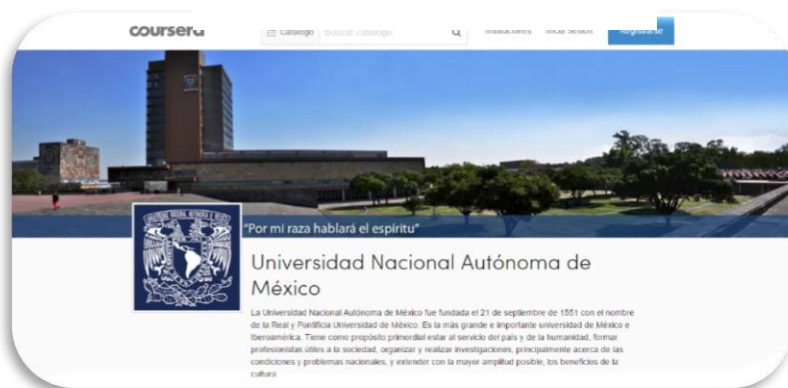 coursera
Catálogo Buscar catálogo Instituciones Inicia Sesión Registrarse
"Por mi raza hablará el espíritu"
Universidad Nacional Autónoma de
México
La Universidad Nacional Autónoma de México fue fundada el 21 de septiembre de 1551 con el nombre
de la Real y Pontificia Universidad de México. Es la más grande e importante universidad de México e
Iberoamérica. Tiene como propósito primordial estar al servicio del país y de la humanidad, formar
profesionistas útiles a la sociedad, organizar y realizar investigaciones, principalmente acerca de las
condiciones y problemas nacionales, y extender con la mayor amplitud posible, los beneficios de la
cultura